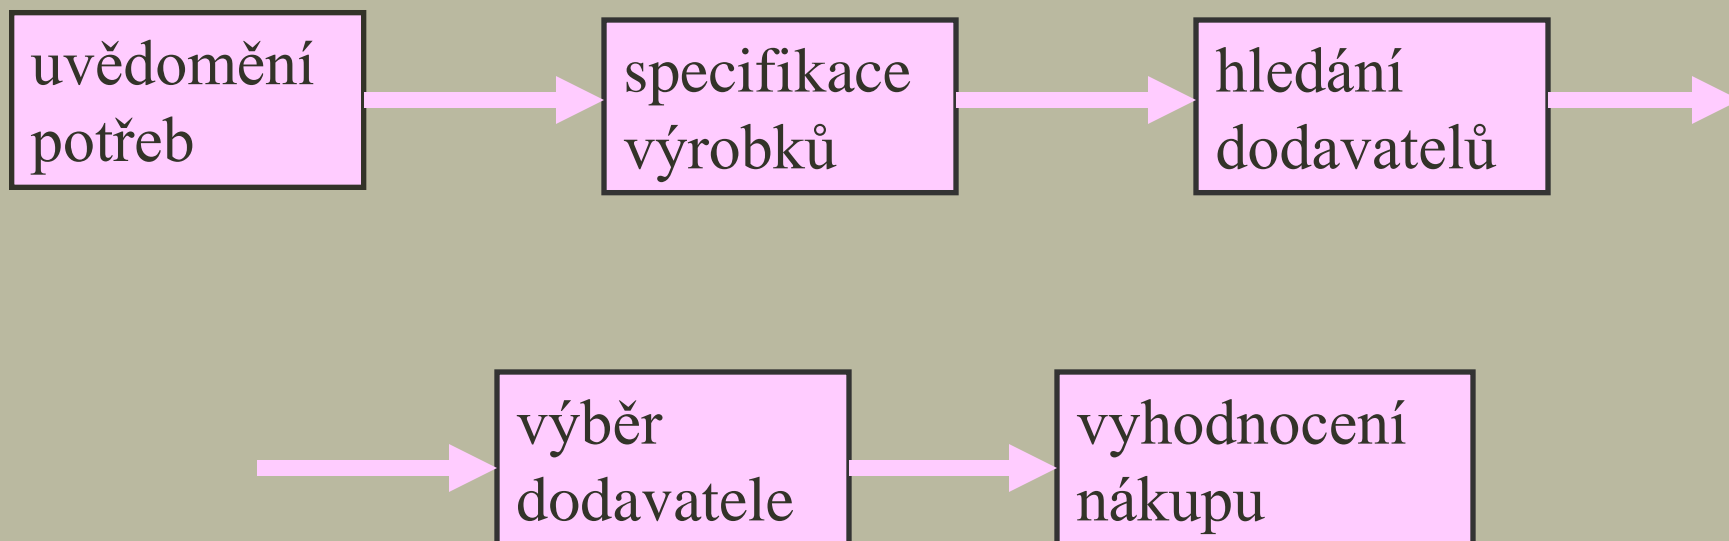 uvědomění
potřeb
specifikace
výrobků
hledání
dodavatelů
výběr
dodavatele
vyhodnocení
nákupu